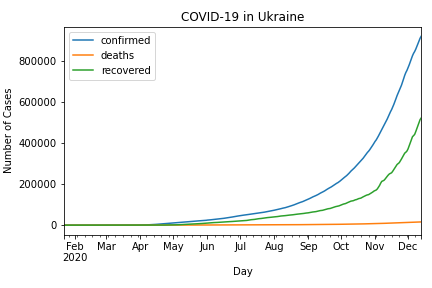 COVID-19 in Ukraine
confirmed
deaths
recovered
Number of Cases
800000
600000
400000
200000
0
Feb Mar Apr May Jun Jul Aug Sep Oct Nov Dec
2020
Day